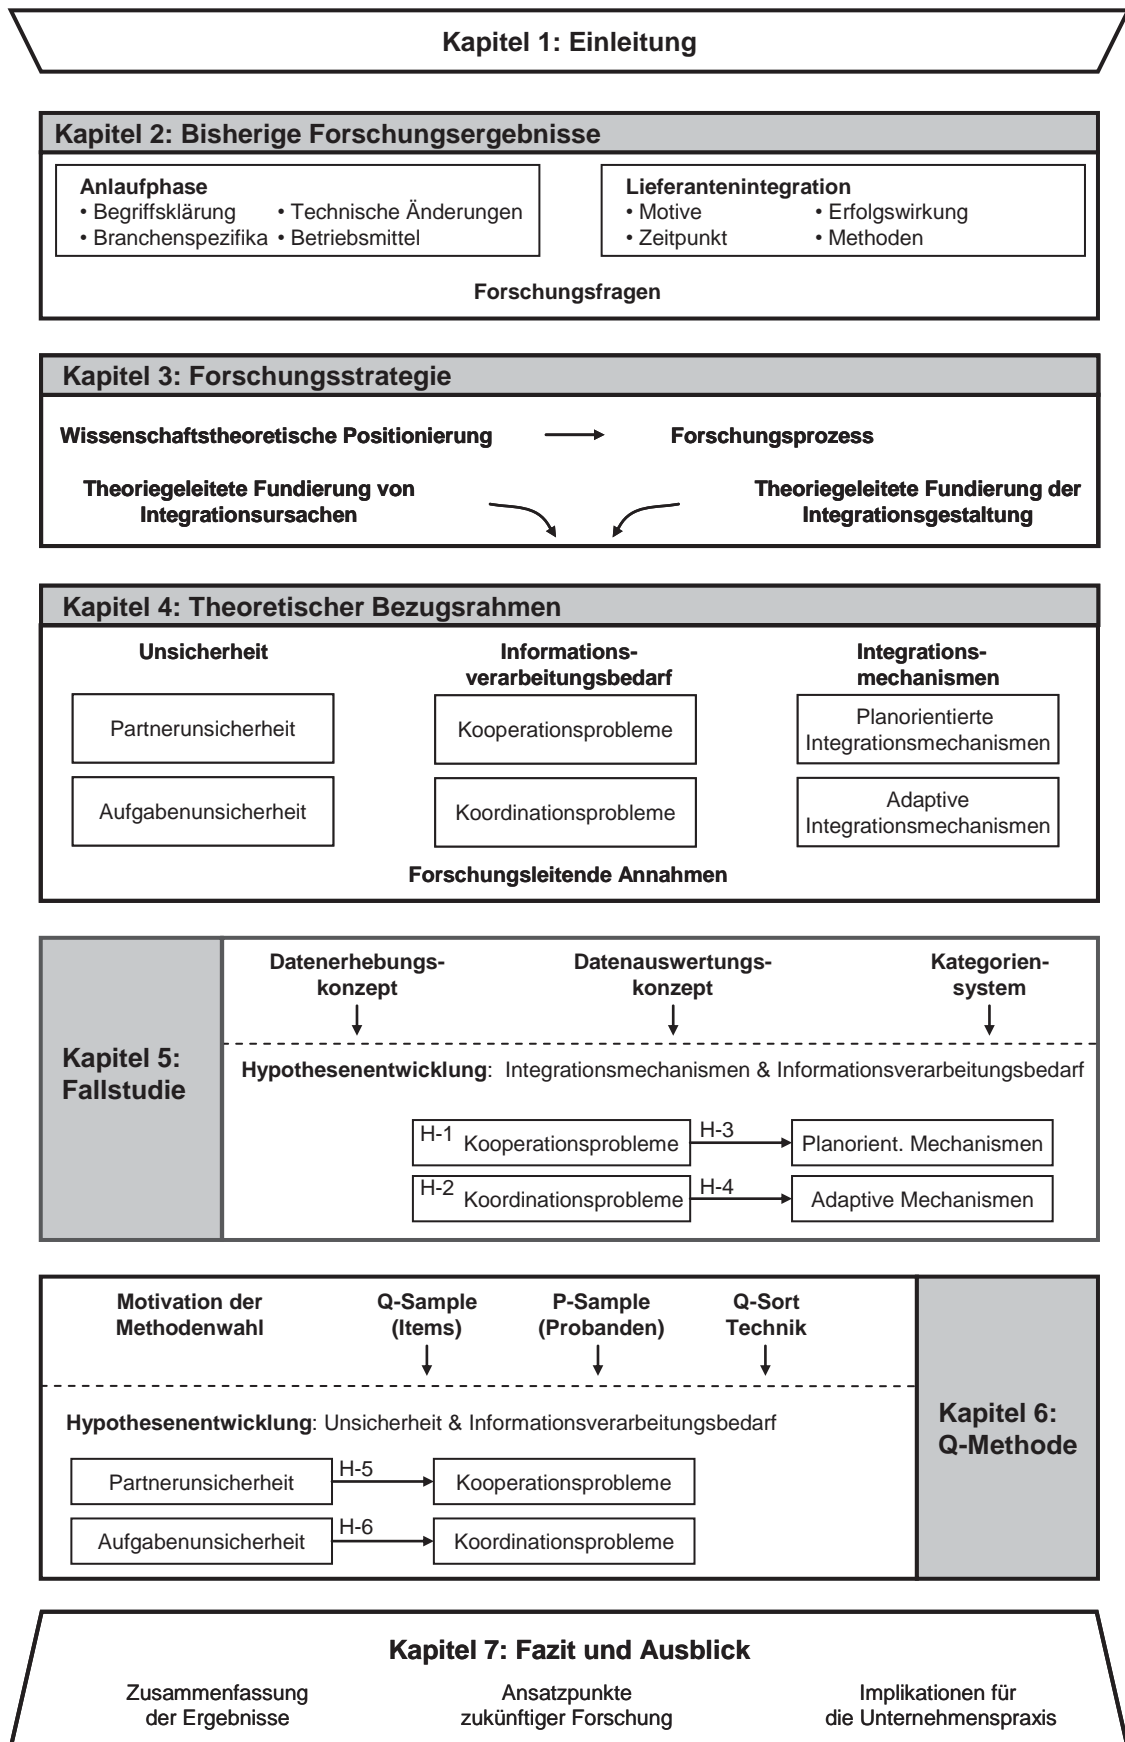 Kapitel 1: Einleitung
Kapitel 2: Bisherige Forschungsergebnisse
Anlaufphase
• Begriffsklärung • Technische Änderungen
• Branchenspezifika • Betriebsmittel
Lieferantenintegration
• Motive • Erfolgswirkung
• Zeitpunkt • Methoden
Forschungsfragen
Kapitel 3: Forschungsstrategie
Wissenschaftstheoretische Positionierung
Forschungsprozess
Theoriegeleitete Fundierung von
Integrationsursachen
Theoriegeleitete Fundierung der
Integrationsgestaltung
Kapitel 4: Theoretischer Bezugsrahmen
Unsicherheit
Informations-
verarbeitungsbedarf
Integrations-
mechanismen
Partnerunsicherheit
Kooperationsprobleme
Planorientierte
Integrationsmechanismen
Aufgabenunsicherheit
Koordinationsprobleme
Adaptive
Integrationsmechanismen
Forschungsleitende Annahmen
Kapitel 5:
Fallstudie
Datenerhebungs-
konzept
Datenauswertungs-
konzept
Kategorien-
system
Hypothesenentwicklung: Integrationsmechanismen & Informationsverarbeitungsbedarf
H-1 Kooperationsprobleme H-3 Planorient. Mechanismen
H-2 Koordinationsprobleme H-4 Adaptive Mechanismen
Motivation der
Methodenwahl
Q-Sample
(Items)
P-Sample
(Probanden)
Q-Sort
Technik
Hypothesenentwicklung: Unsicherheit & Informationsverarbeitungsbedarf
Partnerunsicherheit H-5 Kooperationsprobleme
Aufgabenunsicherheit H-6 Koordinationsprobleme
Kapitel 6:
Q-Methode
Kapitel 7: Fazit und Ausblick
Zusammenfassung
der Ergebnisse
Ansatzpunkte
zukünftiger Forschung
Implikationen für
die Unternehmenspraxis